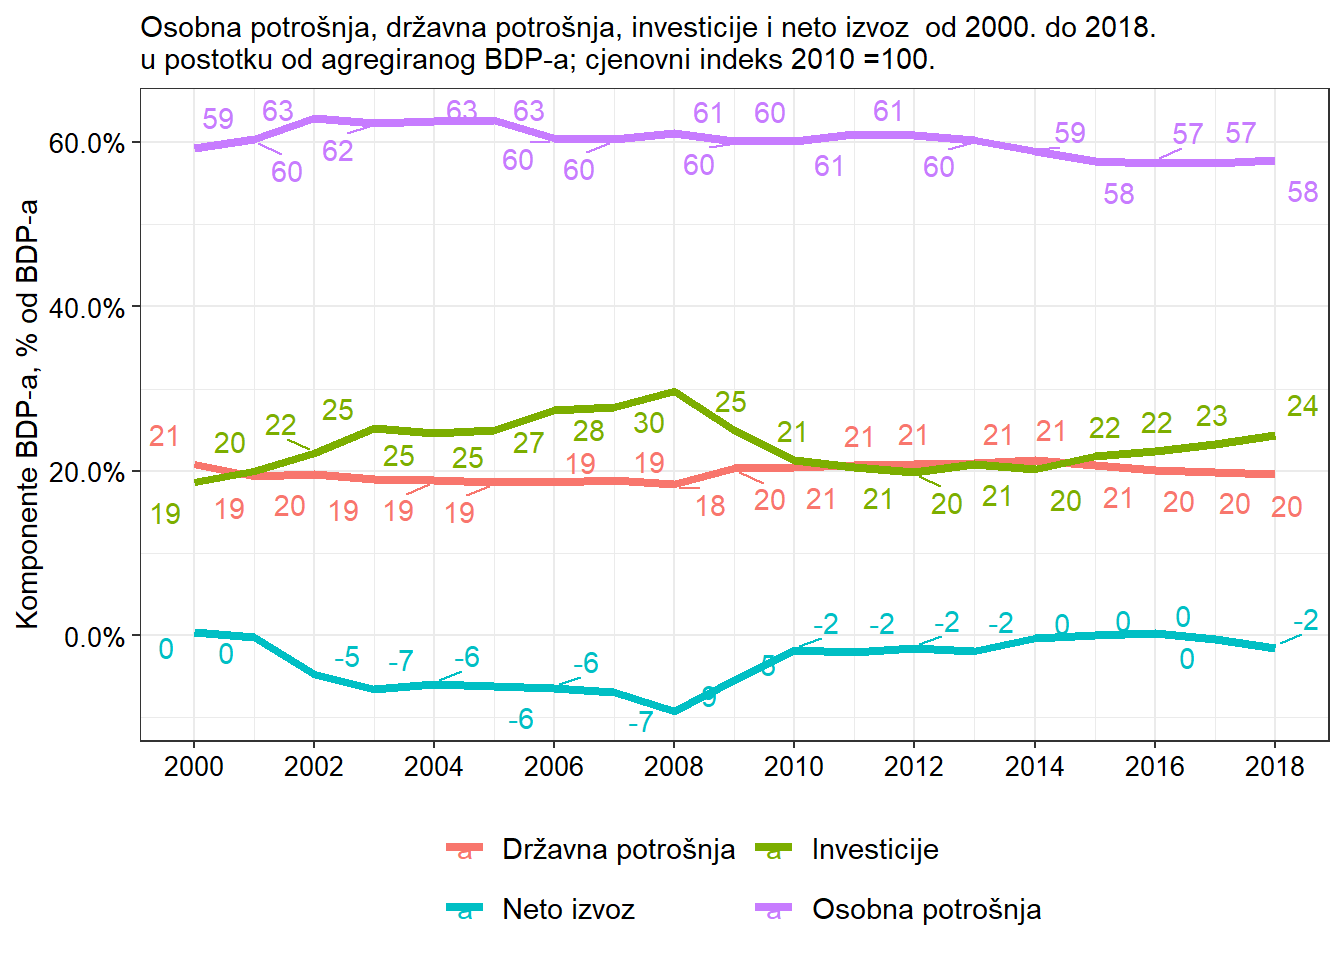 Osobna potrošnja, državna potrošnja, investicije i neto izvoz  od 2000. do 2018.
u postotku od agregiranog BDP-a; cjenovni indeks 2010 =100.
Komponente BDP-a, % od BDP-a
60.0%
40.0%
20.0%
0.0%
59 63 63 63 61 60 61 59 57 57
60 62 60 60 60 61 60 58 58
20 22 25 25 25 27 28 30 25 21 22 22 23 24
19 21 20 21 20
21 19 19 21 21 21 21
19 20 19 19 19 18 20 21 21 20 20 20
0 0 -5 -7 -6 -6 -2 -2 -2 -2 0 0 0 -2
-6 -7 9 5 0
2000 2002 2004 2006 2008 2010 2012 2014 2016 2018
a Državna potrošnja a Investicije
a Neto izvoz a Osobna potrošnja